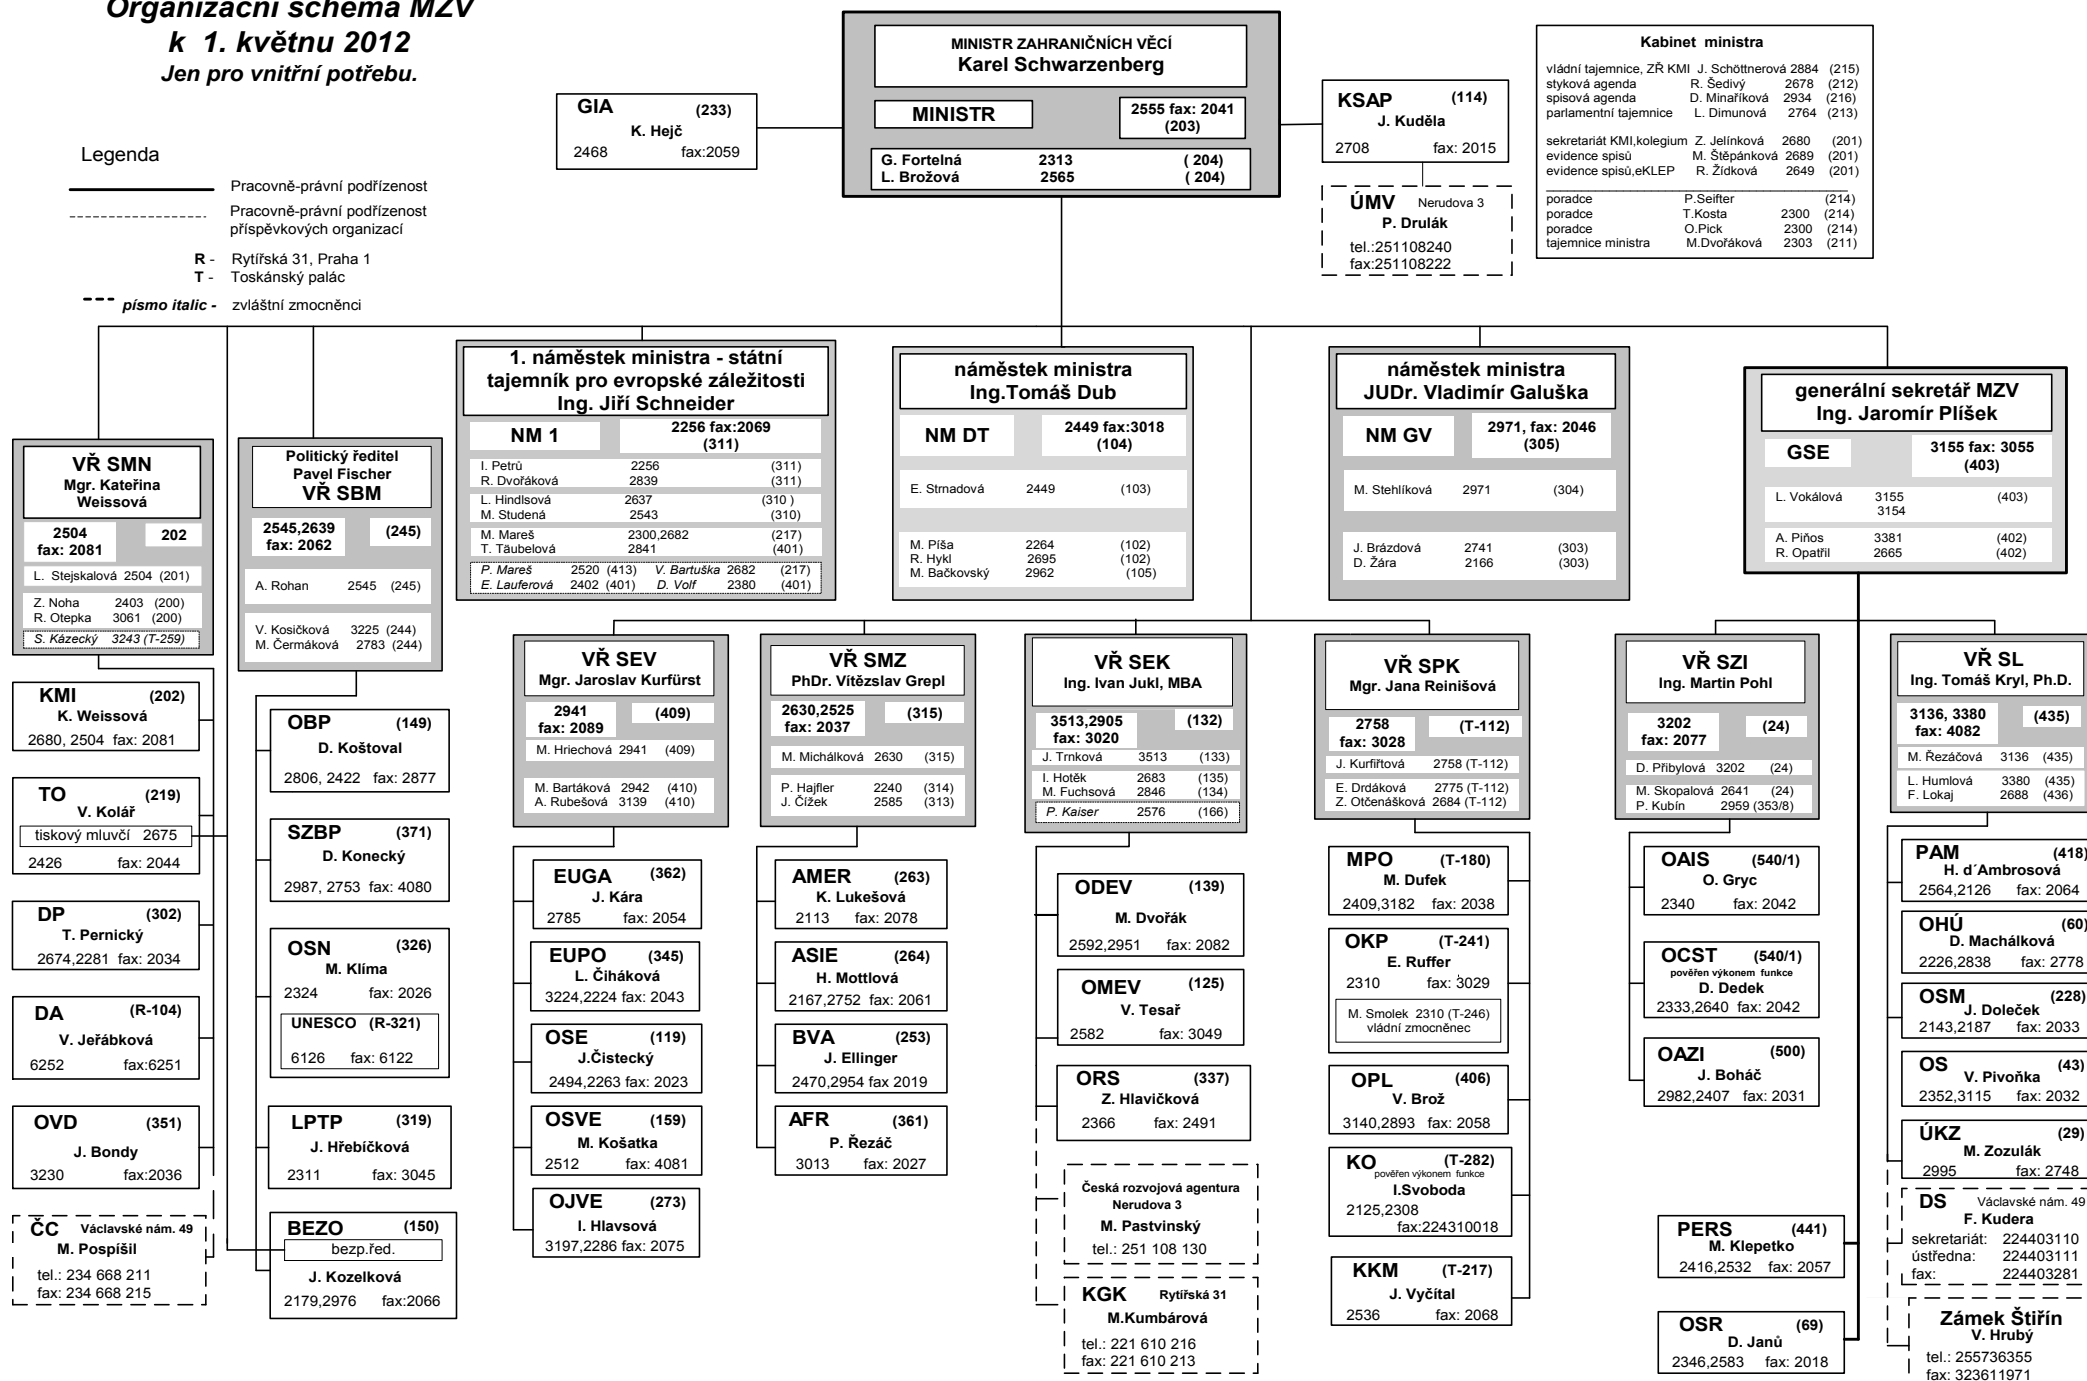 Organizační schéma MZV
k 1. květnu 2012
Jen pro vnitřní potřebu.
Legenda
Pracovně-právní podřízenost
Pracovně-právní podřízenost
příspěvkových organizací
R - Rytířská 31, Praha 1
T - Toskánský palác
písmo italic - zvláštní zmocněnci
GIA (233)
K. Hejč
2468 fax:2059
MINISTR ZAHRANIČNÍCH VĚCÍ
Karel Schwarzenberg
MINISTR
2555 fax: 2041
(203)
G. Fortelná 2313 ( 204)
L. Brožová 2565 ( 204)
KSAP (114)
J. Kuděla
2708 fax: 2015
ÚMV Nerudova 3
P. Drulák
tel.:251108240
fax:251108222
Kabinet ministra
vládní tajemnice, ZŘ KMI J. Schöttnerová 2884 (215)
styková agenda R. Šedivý 2678 (212)
spisová agenda D. Minaříková 2934 (216)
parlamentní tajemnice L. Dimunová 2764 (213)
sekretariát KMI,kolegium Z. Jelínková 2680 (201)
evidence spisů M. Štěpánková 2689 (201)
evidence spisů,eKLEP R. Žídková 2649 (201)
poradce P.Seifter (214)
poradce T.Kosta 2300 (214)
poradce O.Pick 2300 (214)
tajemnice ministra M.Dvořáková 2303 (211)
VŘ SMN
Mgr. Kateřina
Weissová
2504
fax: 2081
202
L. Stejskalová 2504 (201)
Z. Noha 2403 (200)
R. Otepka 3061 (200)
S. Kázecký 3243 (T-259)
Politický ředitel
Pavel Fischer
VŘ SBM
2545,2639
fax: 2062
(245)
A. Rohan 2545 (245)
V. Kosičková 3225 (244)
M. Čermáková 2783 (244)
1. náměstek ministra - státní
tajemník pro evropské záležitosti
Ing. Jiří Schneider
NM 1
2256 fax:2069
(311)
I. Petrů 2256 (311)
R. Dvořáková 2839 (311)
L. Hindlsová 2637 (310 )
M. Studená 2543 (310)
M. Mareš 2300,2682 (217)
T. Täubelová 2841 (401)
P. Mareš 2520 (413) V. Bartuška 2682 (217)
E. Lauferová 2402 (401) D. Volf 2380 (401)
náměstek ministra
Ing.Tomáš Dub
NM DT
2449 fax:3018
(104)
E. Strnadová 2449 (103)
M. Píša 2264 (102)
R. Hykl 2695 (102)
M. Bačkovský 2962 (105)
náměstek ministra
JUDr. Vladimír Galuška
NM GV
2971, fax: 2046
(305)
M. Stehlíková 2971 (304)
J. Brázdová 2741 (303)
D. Žára 2166 (303)
generální sekretář MZV
Ing. Jaromír Plíšek
GSE
3155 fax: 3055
(403)
L. Vokálová 3155 (403)
3154
A. Piňos 3381 (402)
R. Opatřil 2665 (402)
VŘ SEV
Mgr. Jaroslav Kurfürst
2941
fax: 2089
(409)
M. Hriechová 2941 (409)
M. Bartáková 2942 (410)
A. Rubešová 3139 (410)
VŘ SMZ
PhDr. Vítězslav Grepl
2630,2525
fax: 2037
(315)
M. Michálková 2630 (315)
P. Hajfler 2240 (314)
J. Čížek 2585 (313)
VŘ SEK
Ing. Ivan Jukl, MBA
3513,2905
fax: 3020
(132)
J. Trnková 3513 (133)
I. Hotěk 2683 (135)
M. Fuchsová 2846 (134)
P. Kaiser 2576 (166)
VŘ SPK
Mgr. Jana Reinišová
2758
fax: 3028
(T-112)
J. Kurfiřtová 2758 (T-112)
E. Drdáková 2775 (T-112)
Z. Otčenášková 2684 (T-112)
VŘ SZI
Ing. Martin Pohl
3202
fax: 2077
(24)
D. Přibylová 3202 (24)
M. Skopalová 2641 (24)
P. Kubín 2959 (353/8)
VŘ SL
Ing. Tomáš Kryl, Ph.D.
3136, 3380
fax: 4082
(435)
M. Řezáčová 3136 (435)
L. Humlová 3380 (435)
F. Lokaj 2688 (436)
KMI (202)
K. Weissová
2680, 2504 fax: 2081
TO (219)
V. Kolář
tiskový mluvčí 2675
2426 fax: 2044
DP (302)
T. Pernický
2674,2281 fax: 2034
DA (R-104)
V. Jeřábková
6252 fax:6251
OVD (351)
J. Bondy
3230 fax:2036
ČC Václavské nám. 49
M. Pospíšil
tel.: 234 668 211
fax: 234 668 215
OBP (149)
D. Koštoval
2806, 2422 fax: 2877
SZBP (371)
D. Konecký
2987, 2753 fax: 4080
OSN (326)
M. Klíma
2324 fax: 2026
UNESCO (R-321)
6126 fax: 6122
LPTP (319)
J. Hřebíčková
2311 fax: 3045
BEZO (150)
bezp.řed.
J. Kozelková
2179,2976 fax:2066
EUGA (362)
J. Kára
2785 fax: 2054
EUPO (345)
L. Čiháková
3224,2224 fax: 2043
OSE (119)
J.Čistecký
2494,2263 fax: 2023
OSVE (159)
M. Košatka
2512 fax: 4081
OJVE (273)
I. Hlavsová
3197,2286 fax: 2075
AMER (263)
K. Lukešová
2113 fax: 2078
ASIE (264)
H. Mottlová
2167,2752 fax: 2061
BVA (253)
J. Ellinger
2470,2954 fax 2019
AFR (361)
P. Řezáč
3013 fax: 2027
ODEV (139)
M. Dvořák
2592,2951 fax: 2082
OMEV (125)
V. Tesař
2582 fax: 3049
ORS (337)
Z. Hlavičková
2366 fax: 2491
Česká rozvojová agentura
Nerudova 3
M. Pastvinský
tel.: 251 108 130
KGK Rytířská 31
M.Kumbárová
tel.: 221 610 216
fax: 221 610 213
MPO (T-180)
M. Dufek
2409,3182 fax: 2038
OKP (T-241)
E. Ruffer
2310 fax: 3029
M. Smolek 2310 (T-246)
vládní zmocněnec
OPL (406)
V. Brož
3140,2893 fax: 2058
KO (T-282)
pověřen výkonem funkce
I.Svoboda
2125,2308
fax:224310018
KKM (T-217)
J. Vyčítal
2536 fax: 2068
OAIS (540/1)
O. Gryc
2340 fax: 2042
OCST (540/1)
pověřen výkonem funkce
D. Dedek
2333,2640 fax: 2042
OAZI (500)
J. Boháč
2982,2407 fax: 2031
PERS (441)
M. Klepetko
2416,2532 fax: 2057
OSR (69)
D. Janů
2346,2583 fax: 2018
PAM (418)
H. d´Ambrosová
2564,2126 fax: 2064
OHÚ (60)
D. Machálková
2226,2838 fax: 2778
OSM (228)
J. Doleček
2143,2187 fax: 2033
OS (43)
V. Pivoňka
2352,3115 fax: 2032
ÚKZ (29)
M. Zozulák
2995 fax: 2748
DS Václavské nám. 49
F. Kudera
sekretariát: 224403110
ústředna: 224403111
fax: 224403281
Zámek Štiřín
V. Hrubý
tel.: 255736355
fax: 323611971